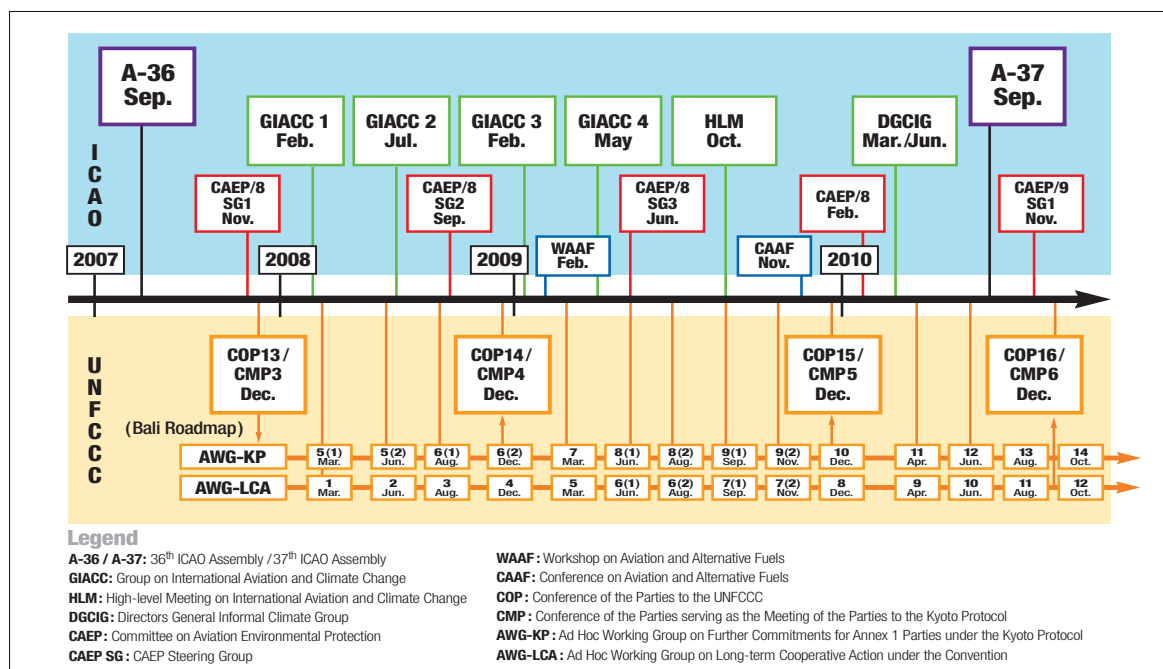 A-36
Sep.
A-37
Sep.
GIACC 1
Feb.
GIACC 2
Jul.
GIACC 3
Feb.
GIACC 4
May
HLM
Oct.
DGCIG
Mar./Jun.
ICAO
CAEP/8
SG1
Nov.
CAEP/8
SG2
Sep.
CAEP/8
SG3
Jun.
CAEP/8
Feb.
CAEP/9
SG1
Nov.
WAAF
Feb.
CAAF
Nov.
2007
2008
2009
2010
UNFCCC
COP13/
CMP3
Dec.
COP14/
CMP4
Dec.
COP15/
CMP5
Dec.
COP16/
CMP6
Dec.
(Bali Roadmap)
AWG-KP
5(1)
Mar.
5(2)
Jun.
6(1)
Aug.
6(2)
Dec.
7
Mar.
8(1)
Jun.
8(2)
Aug.
9(1)
Sep.
9(2)
Nov.
10
Dec.
11
Apr.
12
Jun.
13
Aug.
14
Oct.
AWG-LCA
1
Mar.
2
Jun.
3
Aug.
4
Dec.
5
Mar.
6(1)
Jun.
6(2)
Aug.
7(1)
Sep.
7(2)
Nov.
8
Dec.
9
Apr.
10
Jun.
11
Aug.
12
Oct.
Legend
A-36 / A-37: 36th ICAO Assembly / 37th ICAO Assembly
GIACC: Group on International Aviation and Climate Change
HLM: High-level Meeting on International Aviation and Climate Change
DGCIG: Directors General Informal Climate Group
CAEP: Committee on Aviation Environmental Protection
CAEP SG: CAEP Steering Group
WAAF: Workshop on Aviation and Alternative Fuels
CAAF: Conference on Aviation and Alternative Fuels
COP: Conference of the Parties to the UNFCCC
CMP: Conference of the Parties serving as the Meeting of the Parties to the Kyoto Protocol
AWG-KP: Ad Hoc Working Group on Further Commitments for Annex 1 Parties under the Kyoto Protocol
AWG-LCA: Ad Hoc Working Group on Long-term Cooperative Action under the Convention